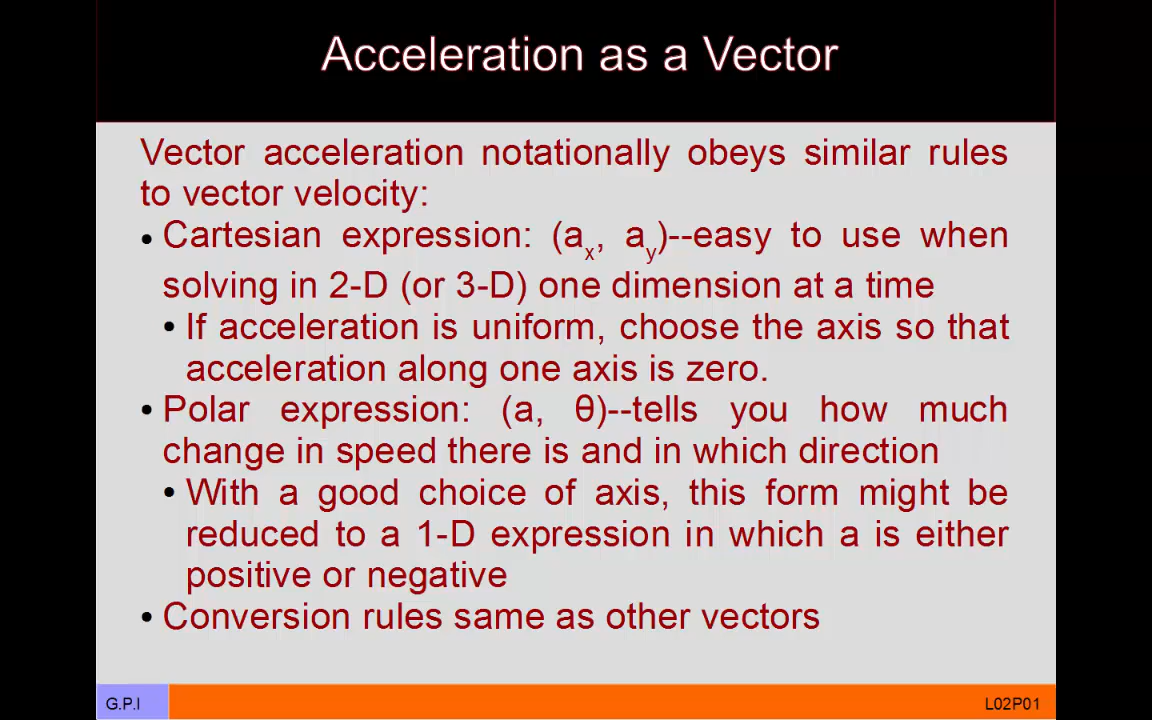 Acceleration as a Vector
Vector acceleration notationally obeys similar rules
to vector velocity:
• Cartesian expression: (ax, ay)--easy to use when
solving in 2-D (or 3-D) one dimension at a time
• If acceleration is uniform, choose the axis so that
acceleration along one axis is zero.
• Polar expression: (a, θ)--tells you how much
change in speed there is and in which direction
• With a good choice of axis, this form might be
reduced to a 1-D expression in which a is either
positive or negative
• Conversion rules same as other vectors
G.P.I
L02P01